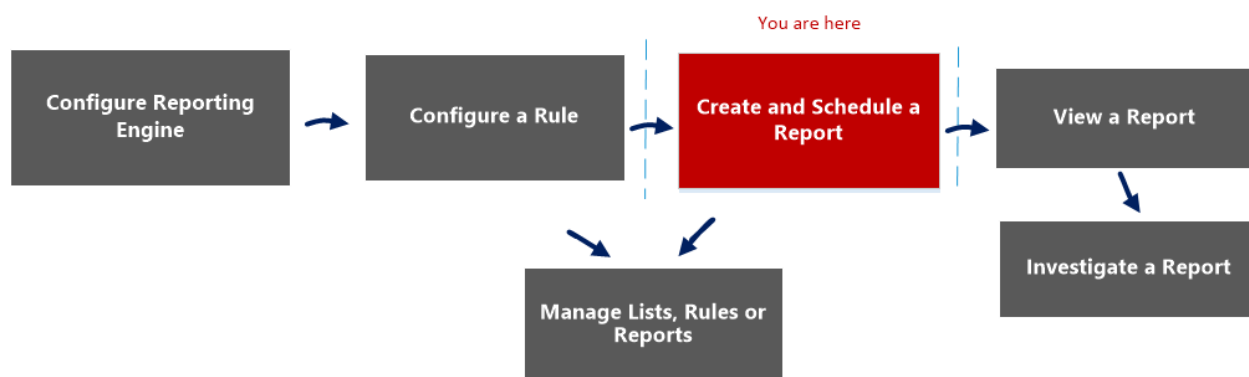 You are here
Configure Reporting
Engine
Configure a Rule
Create and Schedule a
Report
View a Report
Manage Lists, Rules or
Reports
Investigate a Report